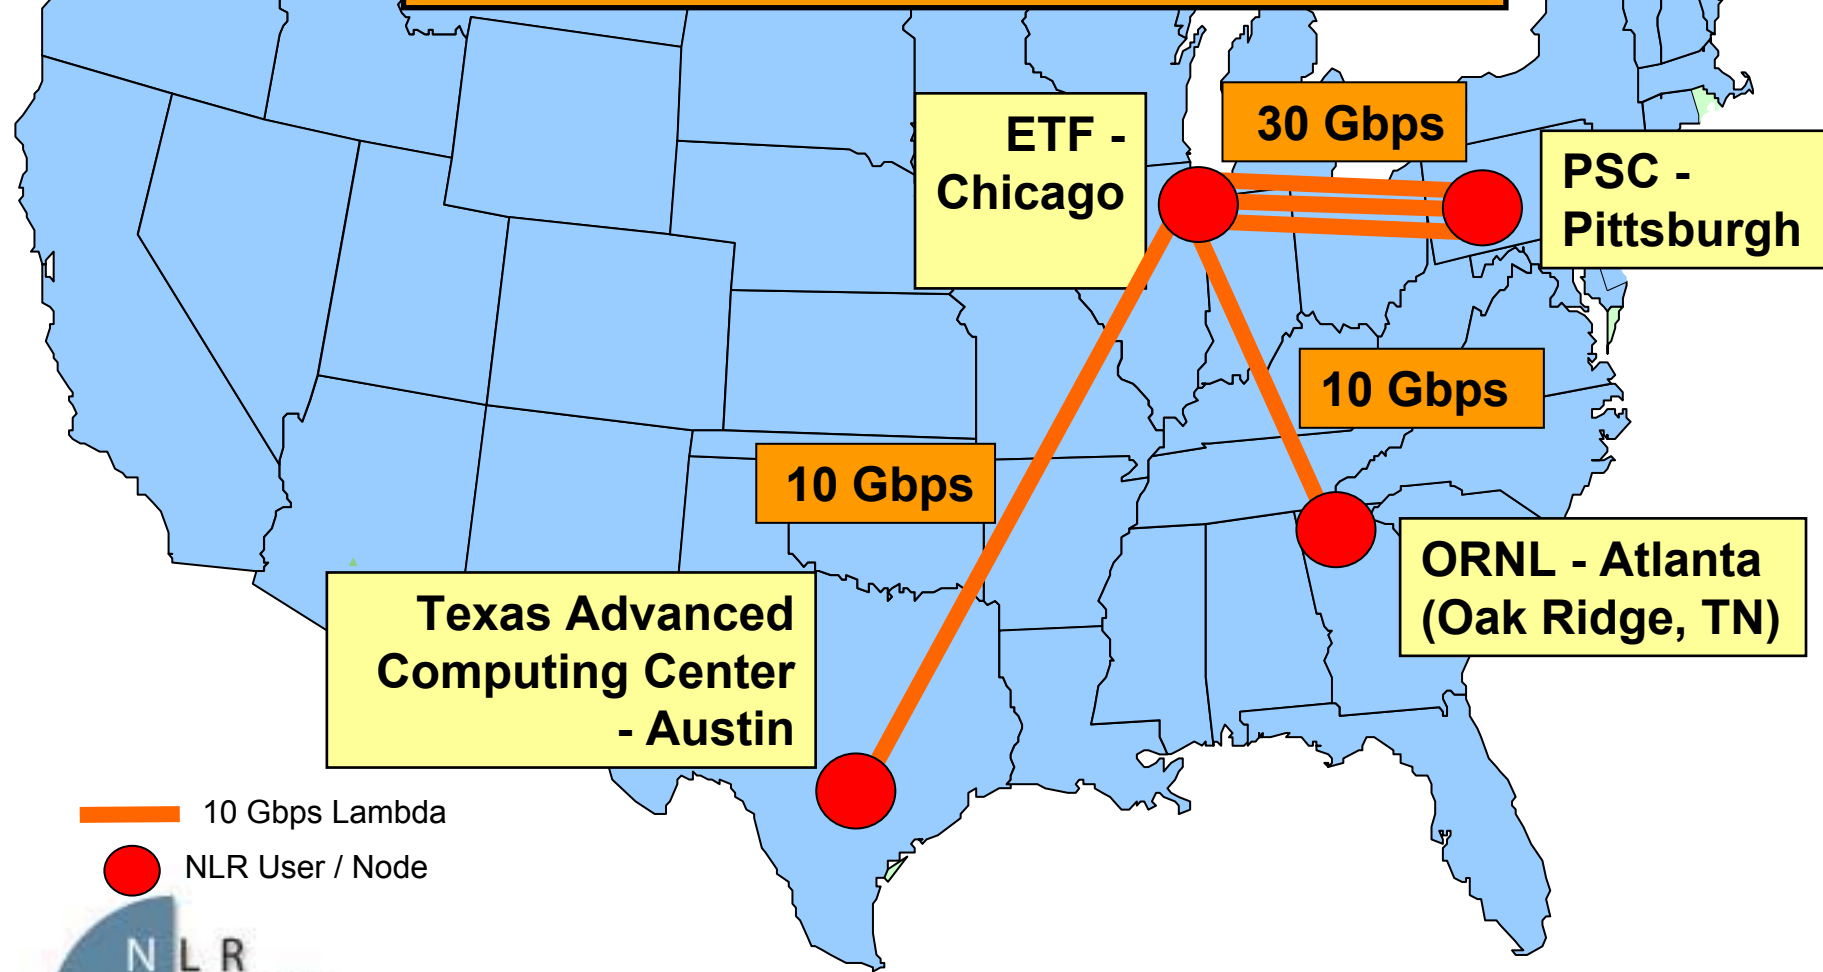 30 Gbps
ETF -
Chicago
PSC -
Pittsburgh
10 Gbps
10 Gbps
ORNL - Atlanta
(Oak Ridge, TN)
Texas Advanced
Computing Center
- Austin
10 Gbps Lambda
NLR User / Node
NLR